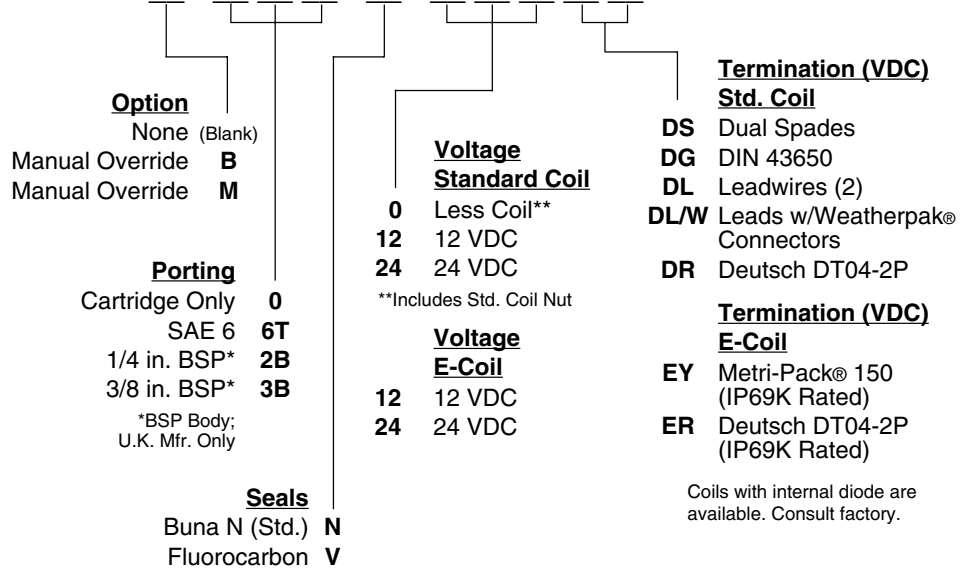 Option
None (Blank)
Manual Override B
Manual Override M
Porting
Cartridge Only 0
SAE 6 6T
1/4 in. BSP* 2B
3/8 in. BSP* 3B
*BSP Body;
U.K. Mfr. Only
Seals
Buna N (Std.) N
Fluorocarbon V
Voltage
Standard Coil
0 Less Coil**
12 12 VDC
24 24 VDC
**Includes Std. Coil Nut
Voltage
E-Coil
12 12 VDC
24 24 VDC
Termination (VDC)
Std. Coil
DS Dual Spades
DG DIN 43650
DL Leadwires (2)
DL/W Leads w/Weatherpak®
Connectors
DR Deutsch DT04-2P
Termination (VDC)
E-Coil
EY Metri-Pack® 150
(IP69K Rated)
ER Deutsch DT04-2P
(IP69K Rated)
Coils with internal diode are
available. Consult factory.